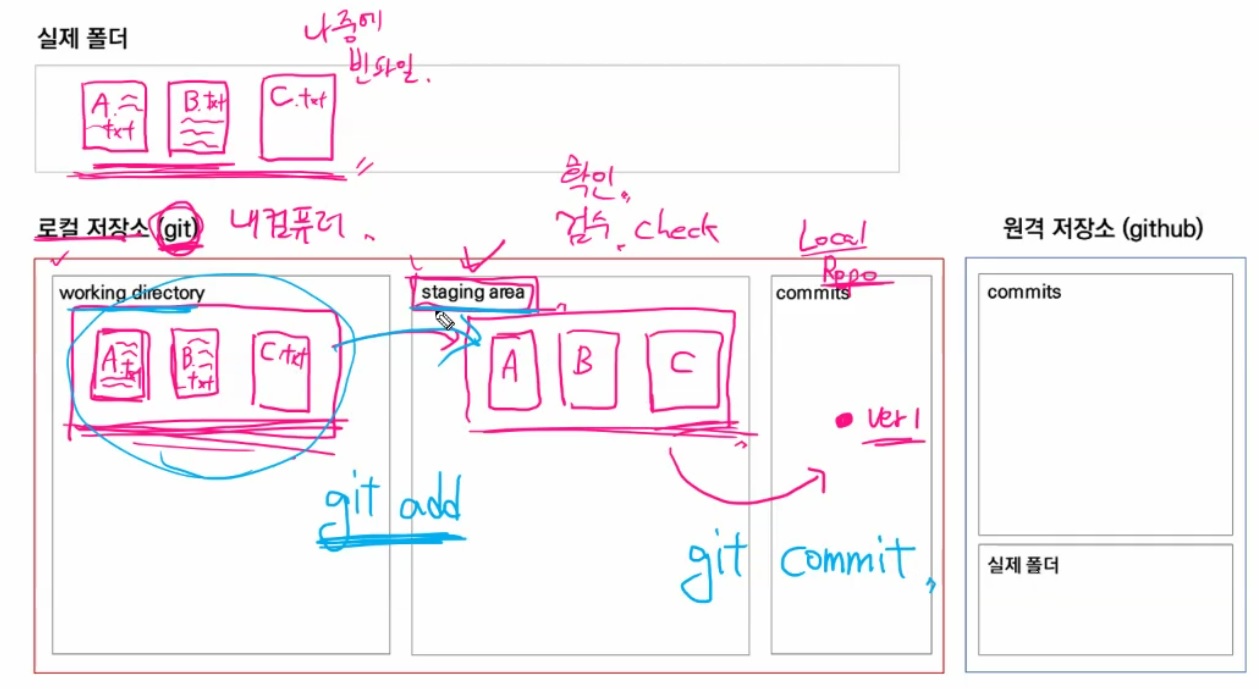 실제 폴더
나중에
빈파일.
A.txt
B.txt
C.txt
확인.
검수. check
로컬 저장소 (git)
내컴퓨터.
Local
Repo
원격 저장소 (github)
working directory
staging area
commits
commits
A.txt
B.txt
C.txt
A
B
C
ver 1
git add
git commit.
실제 폴더